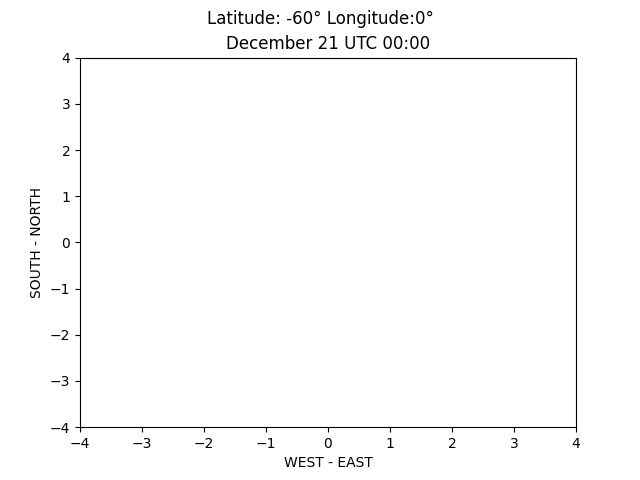 Latitude: -60° Longitude:0°
December 21 UTC 00:00
4
3
2
1
0
−1
−2
−3
−4
SOUTH - NORTH
−4 −3 −2 −1 0 1 2 3 4
WEST - EAST